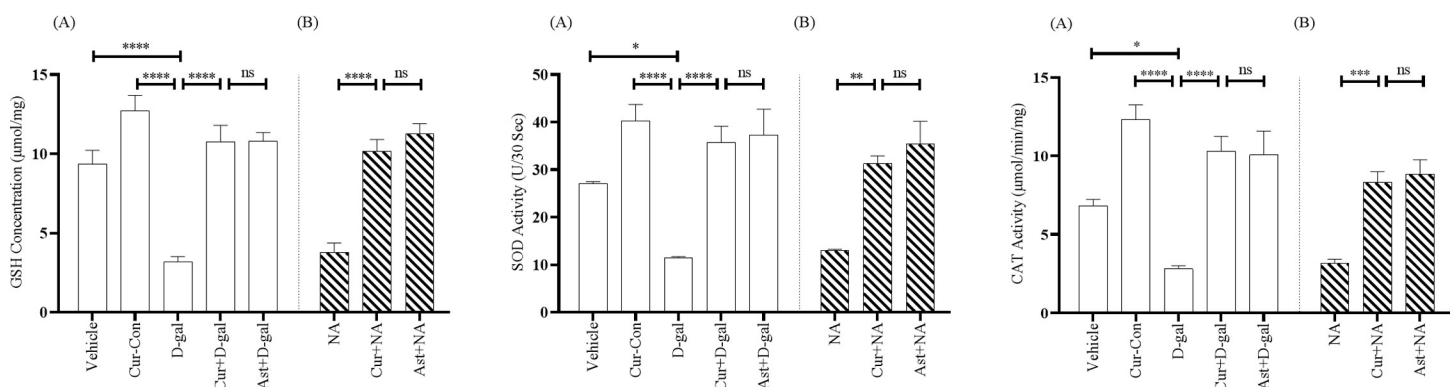 (A)
(B)
****
**** **** ns
**** ns
GSH Concentration (μmol/mg)
15
10
5
0
Vehicle
Cur-Con
D-gal
Cur+D-gal
Ast+D-gal
NA
Cur+NA
Ast+NA
(A)
(B)
*
**** **** ns
** ns
SOD Activity (U/30 Sec)
50
40
30
20
10
0
Vehicle
Cur-Con
D-gal
Cur+D-gal
Ast+D-gal
NA
Cur+NA
Ast+NA
(A)
(B)
*
**** **** ns
*** ns
CAT Activity (μmol/min/mg)
15
10
5
0
Vehicle
Cur-Con
D-gal
Cur+D-gal
Ast+D-gal
NA
Cur+NA
Ast+NA